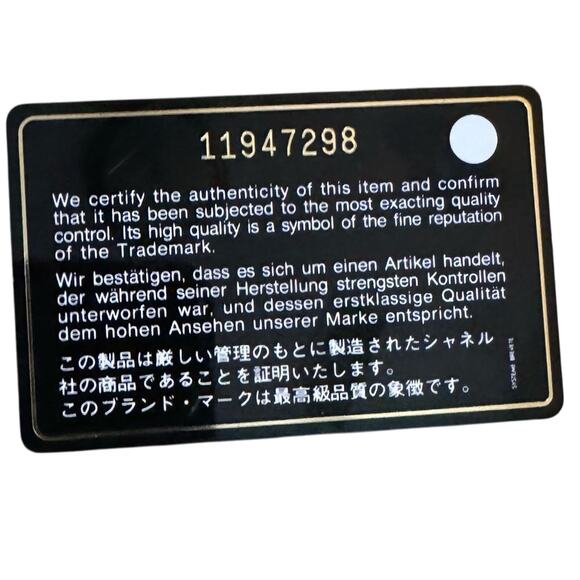 11947298
We certify the authenticity of this item and confirm
that it has been subjected to the most exacting quality
control. Its high quality is a symbol of the fine reputation
of the Trademark.
Wir bestätigen, dass es sich um einen Artikel handelt,
der während seiner Herstellung strengsten Kontrollen
unterworfen war, und dessen erstklassige Qualität
dem hohen Ansehen unserer Marke entspricht.
この製品は厳しい管理のもとに製造されたシャネル
社の商品であることを証明いたします。
このブランド・マークは最高級品質の象徴です。
SYSTEME BREVETE